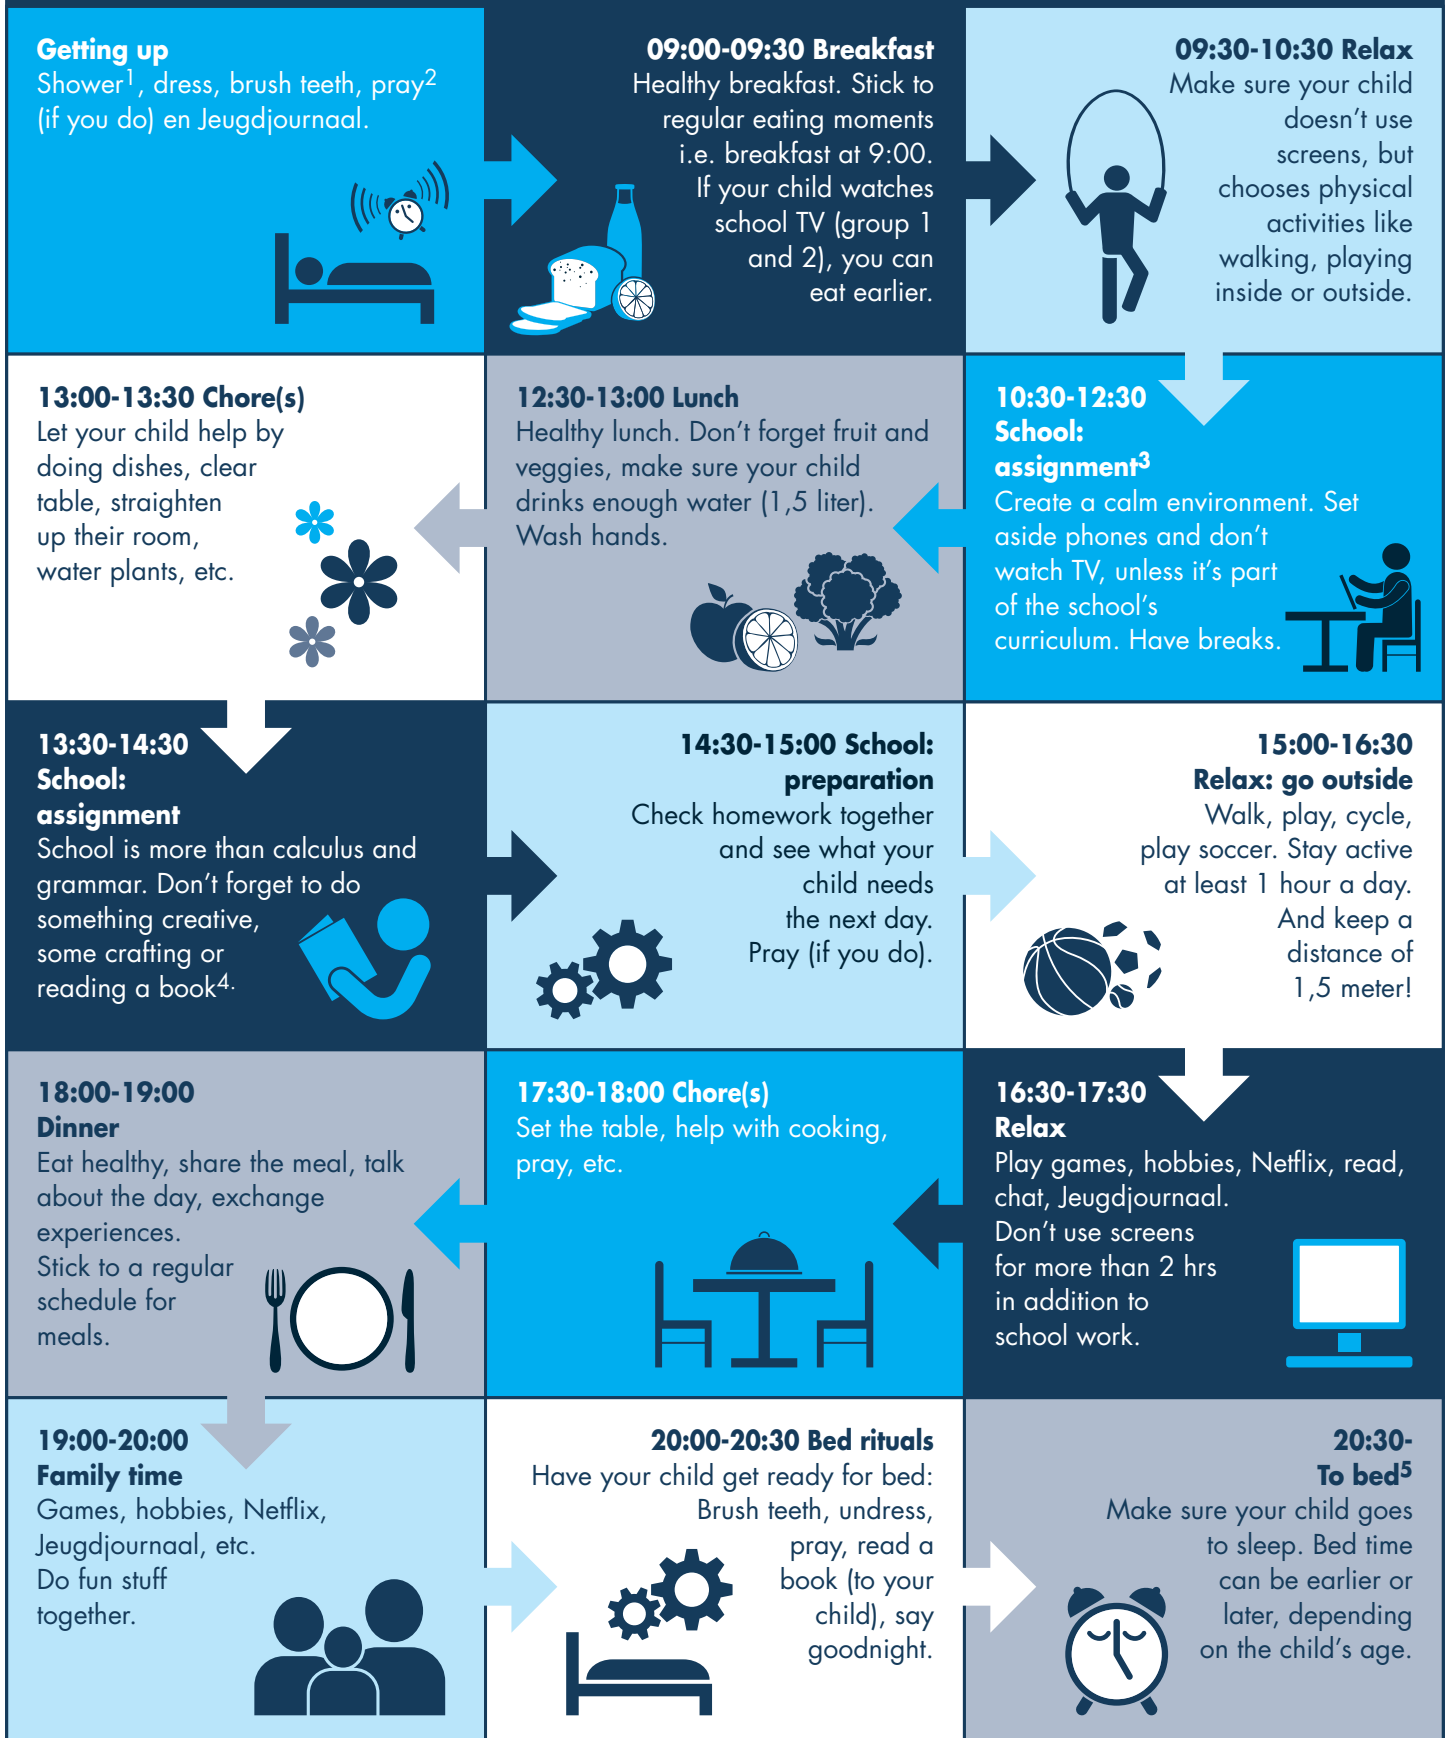 Getting up
Shower1, dress, brush teeth, pray2
(if you do) en Jeugdjournaal.
09:00-09:30 Breakfast
Healthy breakfast. Stick to
regular eating moments
i.e. breakfast at 9:00.
If your child watches
school TV (group 1
and 2), you can
eat earlier.
09:30-10:30 Relax
Make sure your child
doesn't use
screens, but
chooses physical
activities like
walking, playing
inside or outside.
10:30-12:30
School:
assignment3
Create a calm environment. Set
aside phones and don't
watch TV, unless it's part
of the school's
curriculum. Have breaks.
12:30-13:00 Lunch
Healthy lunch. Don't forget fruit and
veggies, make sure your child
drinks enough water (1,5 liter).
Wash hands.
13:00-13:30 Chore(s)
Let your child help by
doing dishes, clear
table, straighten
up their room,
water plants, etc.
13:30-14:30
School:
assignment
School is more than calculus and
grammar. Don't forget to do
something creative,
some crafting or
reading a book4.
14:30-15:00 School:
preparation
Check homework together
and see what your
child needs
the next day.
Pray (if you do).
15:00-16:30
Relax: go outside
Walk, play, cycle,
play soccer. Stay active
at least 1 hour a day.
And keep a
distance of
1,5 meter!
16:30-17:30
Relax
Play games, hobbies, Netflix, read,
chat, Jeugdjournaal.
Don't use screens
for more than 2 hrs
in addition to
school work.
17:30-18:00 Chore(s)
Set the table, help with cooking,
pray, etc.
18:00-19:00
Dinner
Eat healthy, share the meal, talk
about the day, exchange
experiences.
Stick to a regular
schedule for
meals.
19:00-20:00
Family time
Games, hobbies, Netflix,
Jeugdjournaal, etc.
Do fun stuff
together.
20:00-20:30 Bed rituals
Have your child get ready for bed:
Brush teeth, undress,
pray, read a
book (to your
child), say
goodnight.
20:30-
To bed5
Make sure your child goes
to sleep. Bed time
can be earlier or
later, depending
on the child's age.